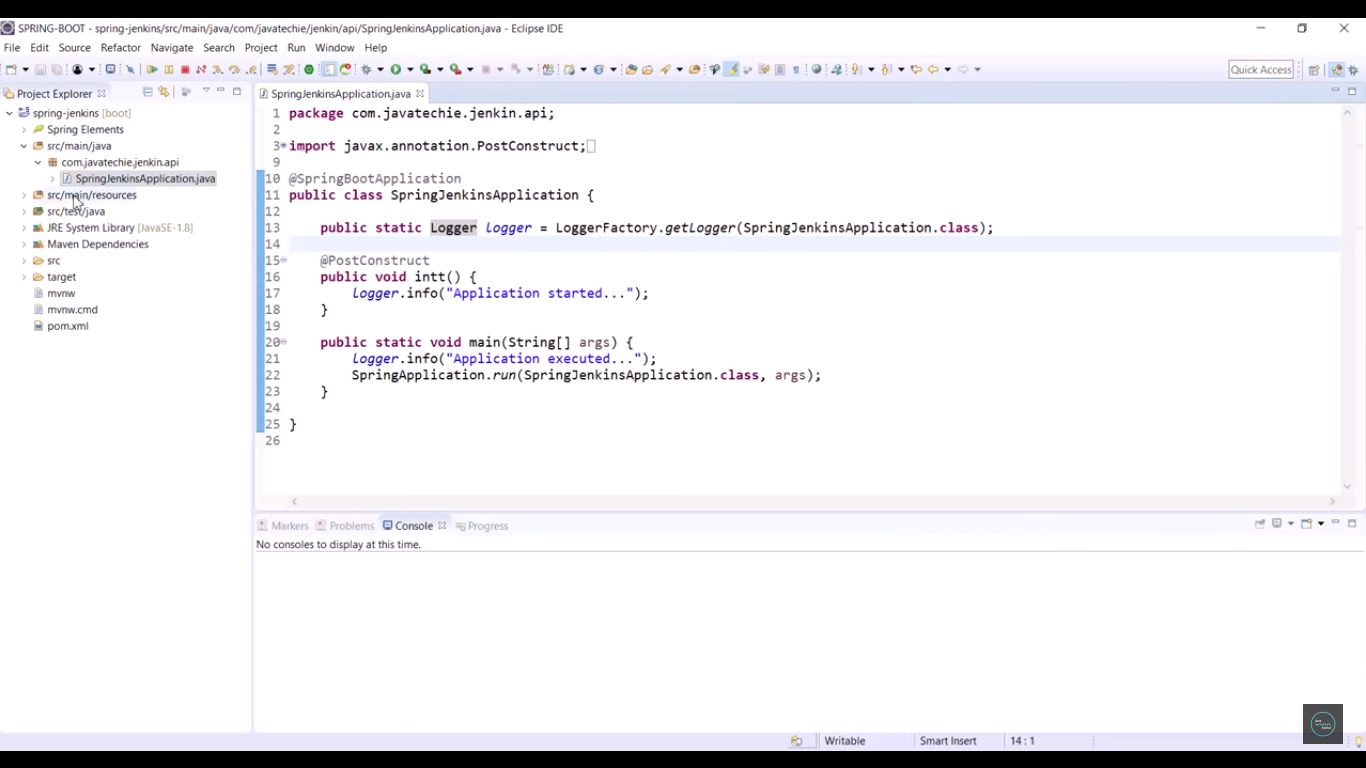 SPRING-BOOT - spring-jenkins/src/main/java/com/javatechie/jenkin/api/SpringJenkinsApplication.java - Eclipse IDE
File Edit Source Refactor Navigate Search Project Run Window Help
Quick Access
Project Explorer
spring-jenkins [boot]
Spring Elements
src/main/java
com.javatechie.jenkin.api
SpringJenkinsApplication.java
src/main/resources
src/test/java
JRE System Library [JavaSE-1.8]
Maven Dependencies
src
target
mvnw
mvnw.cmd
pom.xml
SpringJenkinsApplication.java
1 package com.javatechie.jenkin.api;
2
3 import javax.annotation.PostConstruct;
9
10 @SpringBootApplication
11 public class SpringJenkinsApplication {
12
13 public static Logger logger = LoggerFactory.getLogger(SpringJenkinsApplication.class);
14
15 @PostConstruct
16 public void intt() {
17 logger.info("Application started...");
18 }
19
20 public static void main(String[] args) {
21 logger.info("Application executed...");
22 SpringApplication.run(SpringJenkinsApplication.class, args);
23 }
24
25 }
26
Markers Problems Console Progress
No consoles to display at this time.
Writable Smart Insert 14 : 1